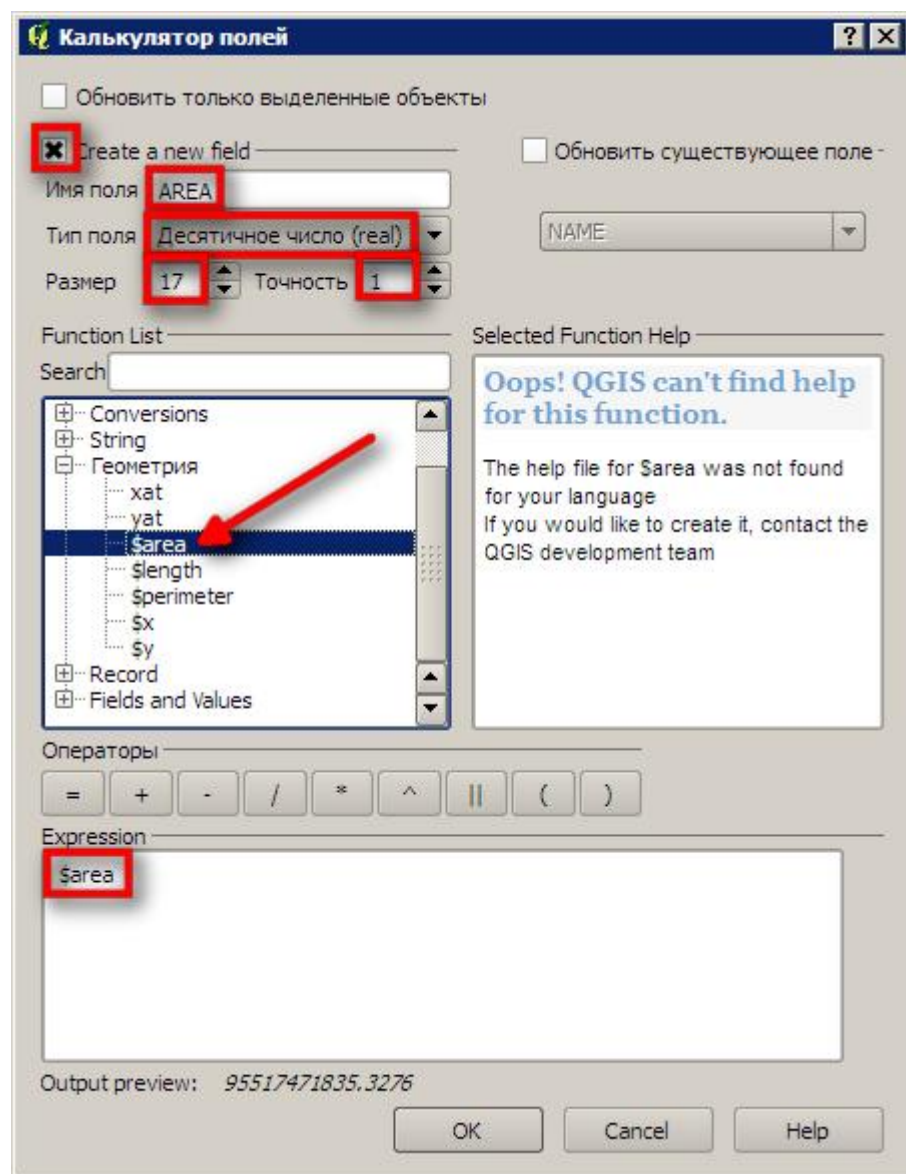 Калькулятор полей
Обновить только выделенные объекты
Create a new field
Обновить существующее поле
Имя поля AREA
Тип поля Десятичное число (real)
NAME
Размер 17 Точность 1
Function List
Search
Conversions
String
Геометрия
xat
yat
$area
$length
$perimeter
$x
$y
Record
Fields and Values
Selected Function Help
Oops! QGIS can't find help
for this function.
The help file for $area was not found
for your language
If you would like to create it, contact the
QGIS development team
Операторы
= + - / * ^ || ( )
Expression
$area
Output preview: 95517471835.3276
OK Cancel Help